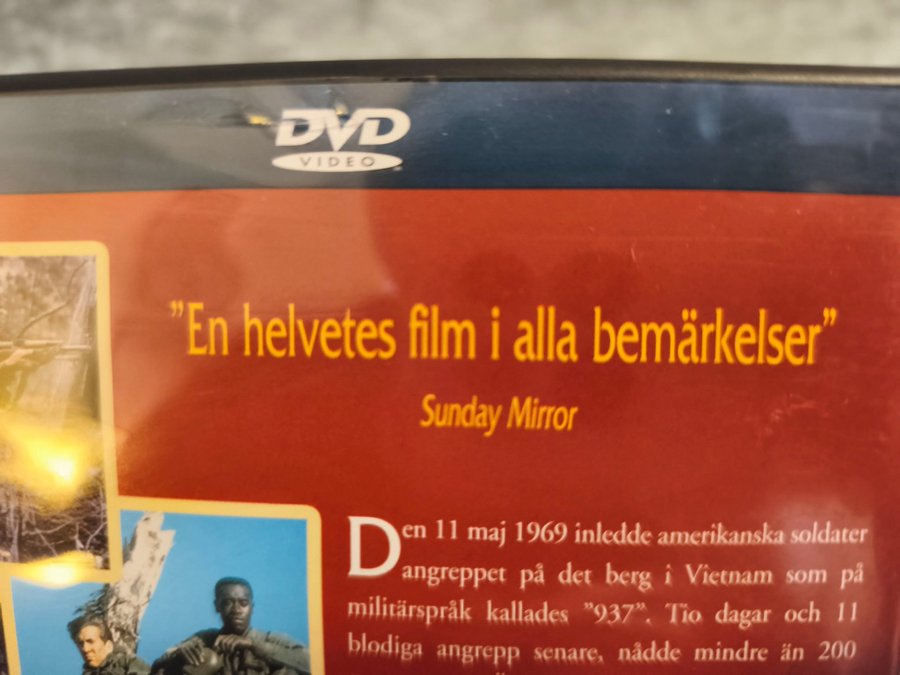 DVD
VIDEO
”En helvetes film i alla bemärkelser”
Sunday Mirror
Den 11 maj 1969 inledde amerikanska soldater
angreppet på det berg i Vietnam som på
militärspråk kallades ”937”. Tio dagar och 11
blodiga angrepp senare, nådde mindre än 200